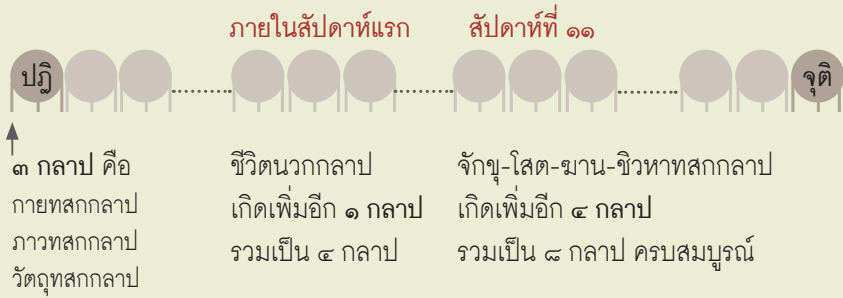 ภายในสัปดาห์แรก
สัปดาห์ที่ ๑๑
ปฏิ
จุติ
๓ กลาป คือ
กายทสกกลาป
ภาวทสกกลาป
วัตถุทสกกลาป
ชีวิตนวกกลาป
เกิดเพิ่มอีก ๑ กลาป
รวมเป็น ๔ กลาป
จักขุ-โสต-ฆาน-ชิวหาทสกกลาป
เกิดเพิ่มอีก ๔ กลาป
รวมเป็น ๘ กลาป ครบสมบูรณ์